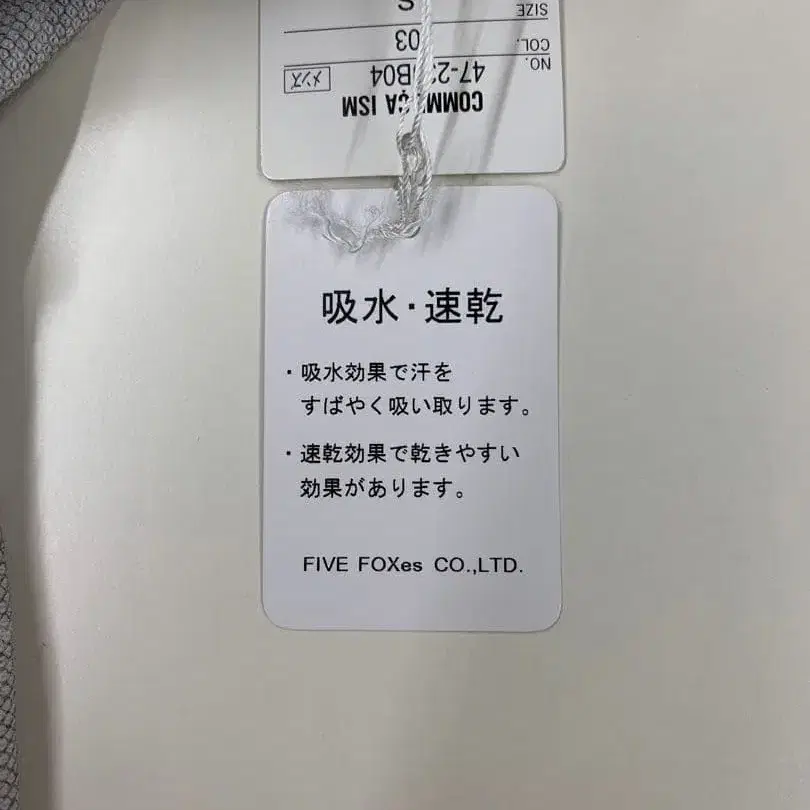 SIZE S
COL. 03
NO.
メンズ
ISM
吸水・速乾
・吸水効果で汗を
すばやく吸い取ります。
・速乾効果で乾きやすい
効果があります。
FIVE FOXes CO.,LTD.